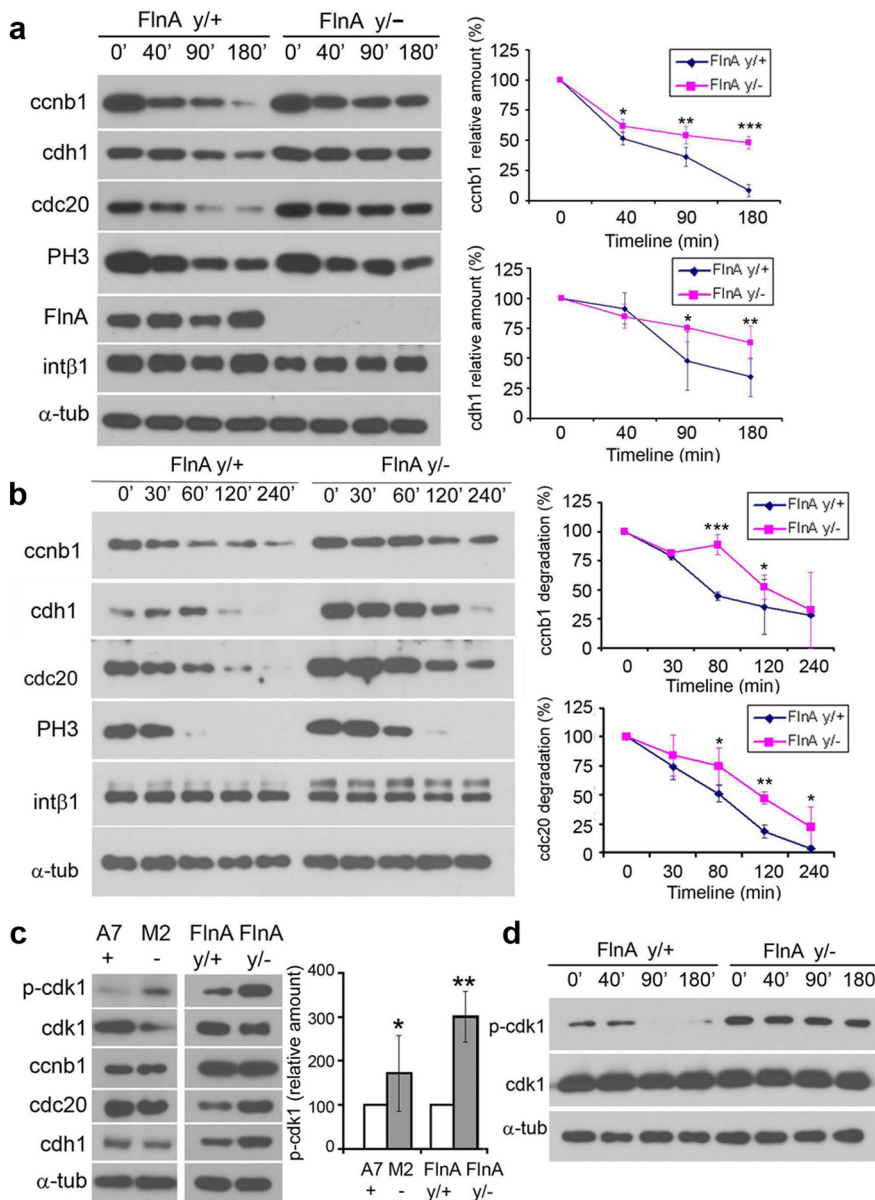 a
FlnA y/+ FlnA y/−
0' 40' 90' 180' 0' 40' 90' 180'
ccnb1
cdh1
cdc20
PH3
FlnA
intβ1
α-tub
ccnb1 relative amount (%)
100
75
50
25
0
FlnA y/+
FlnA y/-
* ** ***
0 40 90 180
Timeline (min)
cdh1 relative amount (%)
125
100
75
50
25
0
FlnA y/+
FlnA y/-
* **
0 40 90 180
Timeline (min)
b
FlnA y/+ FlnA y/-
0' 30' 60' 120' 240' 0' 30' 60' 120' 240'
ccnb1
cdh1
cdc20
PH3
intβ1
α-tub
ccnb1 degradation (%)
125
100
75
50
25
0
FlnA y/+
FlnA y/-
*** *
0 30 80 120 240
Timeline (min)
cdc20 degradation (%)
125
100
75
50
25
0
FlnA y/+
FlnA y/-
* ** *
0 30 80 120 240
Timeline (min)
c
A7 M2 FlnA FlnA
+ - y/+ y/-
p-cdk1
cdk1
ccnb1
cdc20
cdh1
α-tub
p-cdk1 (relative amount)
400
300
200
100
0
* **
A7 M2 FlnA FlnA
+ - y/+ y/-
d
FlnA y/+ FlnA y/-
0' 40' 90' 180' 0' 40' 90' 180
p-cdk1
cdk1
α-tub